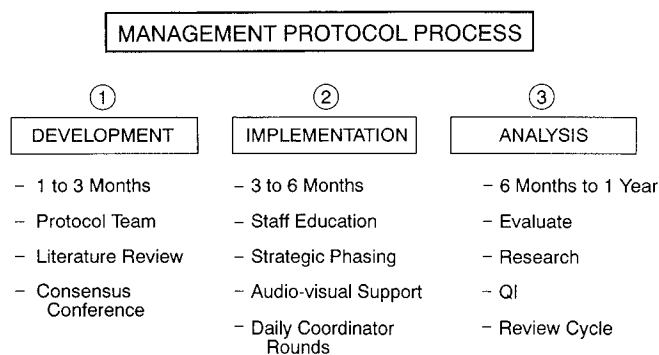 MANAGEMENT PROTOCOL PROCESS
1
DEVELOPMENT
- 1 to 3 Months
- Protocol Team
- Literature Review
- Consensus
Conference
2
IMPLEMENTATION
- 3 to 6 Months
- Staff Education
- Strategic Phasing
- Audio-visual Support
- Daily Coordinator
Rounds
3
ANALYSIS
- 6 Months to 1 Year
- Evaluate
- Research
- QI
- Review Cycle